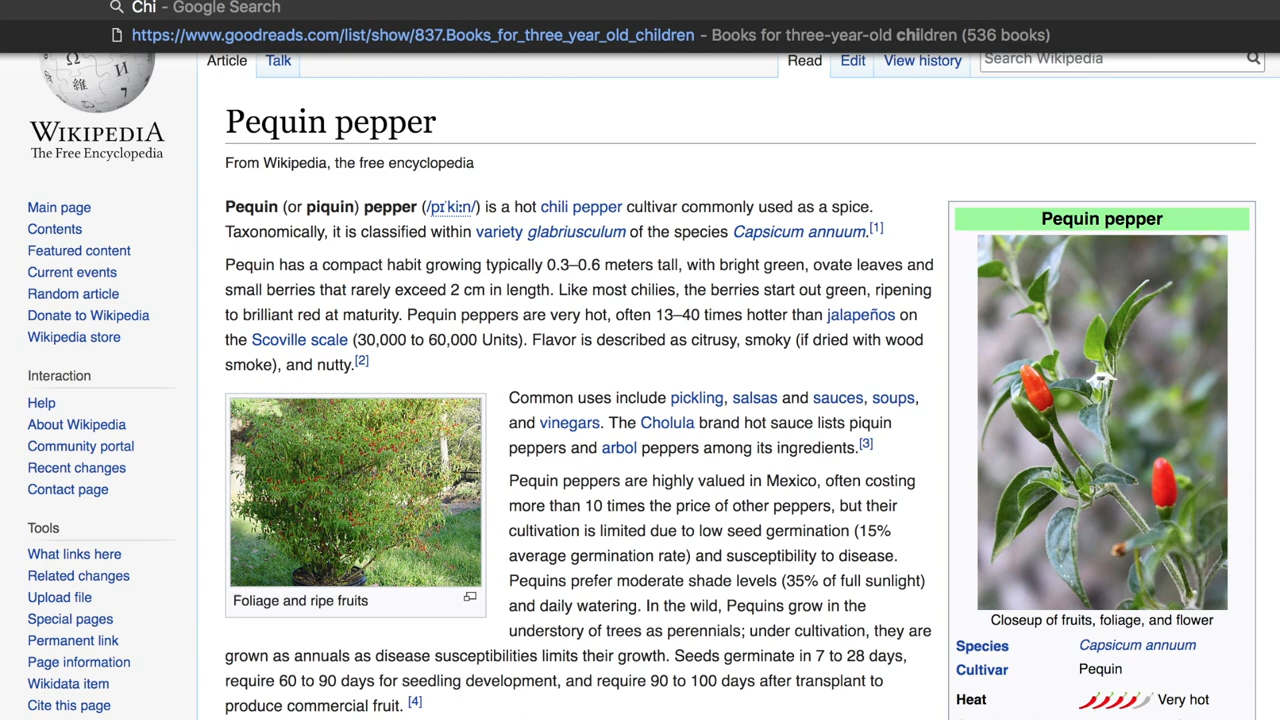 Chi - Google Search
https://www.goodreads.com/list/show/837.Books_for_three_year_old_children - Books for three-year-old children (536 books)
WIKIPEDIA
The Free Encyclopedia
Main page
Contents
Featured content
Current events
Random article
Donate to Wikipedia
Wikipedia store
Interaction
Help
About Wikipedia
Community portal
Recent changes
Contact page
Tools
What links here
Related changes
Upload file
Special pages
Permanent link
Page information
Wikidata item
Cite this page
Article Talk Read Edit View history Search Wikipedia
Pequin pepper
From Wikipedia, the free encyclopedia
Pequin (or piquin) pepper (/pɪˈkiːn/) is a hot chili pepper cultivar commonly used as a spice.
Taxonomically, it is classified within variety glabriusculum of the species Capsicum annuum.[1]
Pequin has a compact habit growing typically 0.3–0.6 meters tall, with bright green, ovate leaves and
small berries that rarely exceed 2 cm in length. Like most chilies, the berries start out green, ripening
to brilliant red at maturity. Pequin peppers are very hot, often 13–40 times hotter than jalapeños on
the Scoville scale (30,000 to 60,000 Units). Flavor is described as citrusy, smoky (if dried with wood
smoke), and nutty.[2]
Foliage and ripe fruits
Common uses include pickling, salsas and sauces, soups,
and vinegars. The Cholula brand hot sauce lists piquin
peppers and arbol peppers among its ingredients.[3]
Pequin peppers are highly valued in Mexico, often costing
more than 10 times the price of other peppers, but their
cultivation is limited due to low seed germination (15%
average germination rate) and susceptibility to disease.
Pequins prefer moderate shade levels (35% of full sunlight)
and daily watering. In the wild, Pequins grow in the
understory of trees as perennials; under cultivation, they are
grown as annuals as disease susceptibilities limits their growth. Seeds germinate in 7 to 28 days,
require 60 to 90 days for seedling development, and require 90 to 100 days after transplant to
produce commercial fruit. [4]
Pequin pepper
Closeup of fruits, foliage, and flower
Species Capsicum annuum
Cultivar Pequin
Heat Very hot